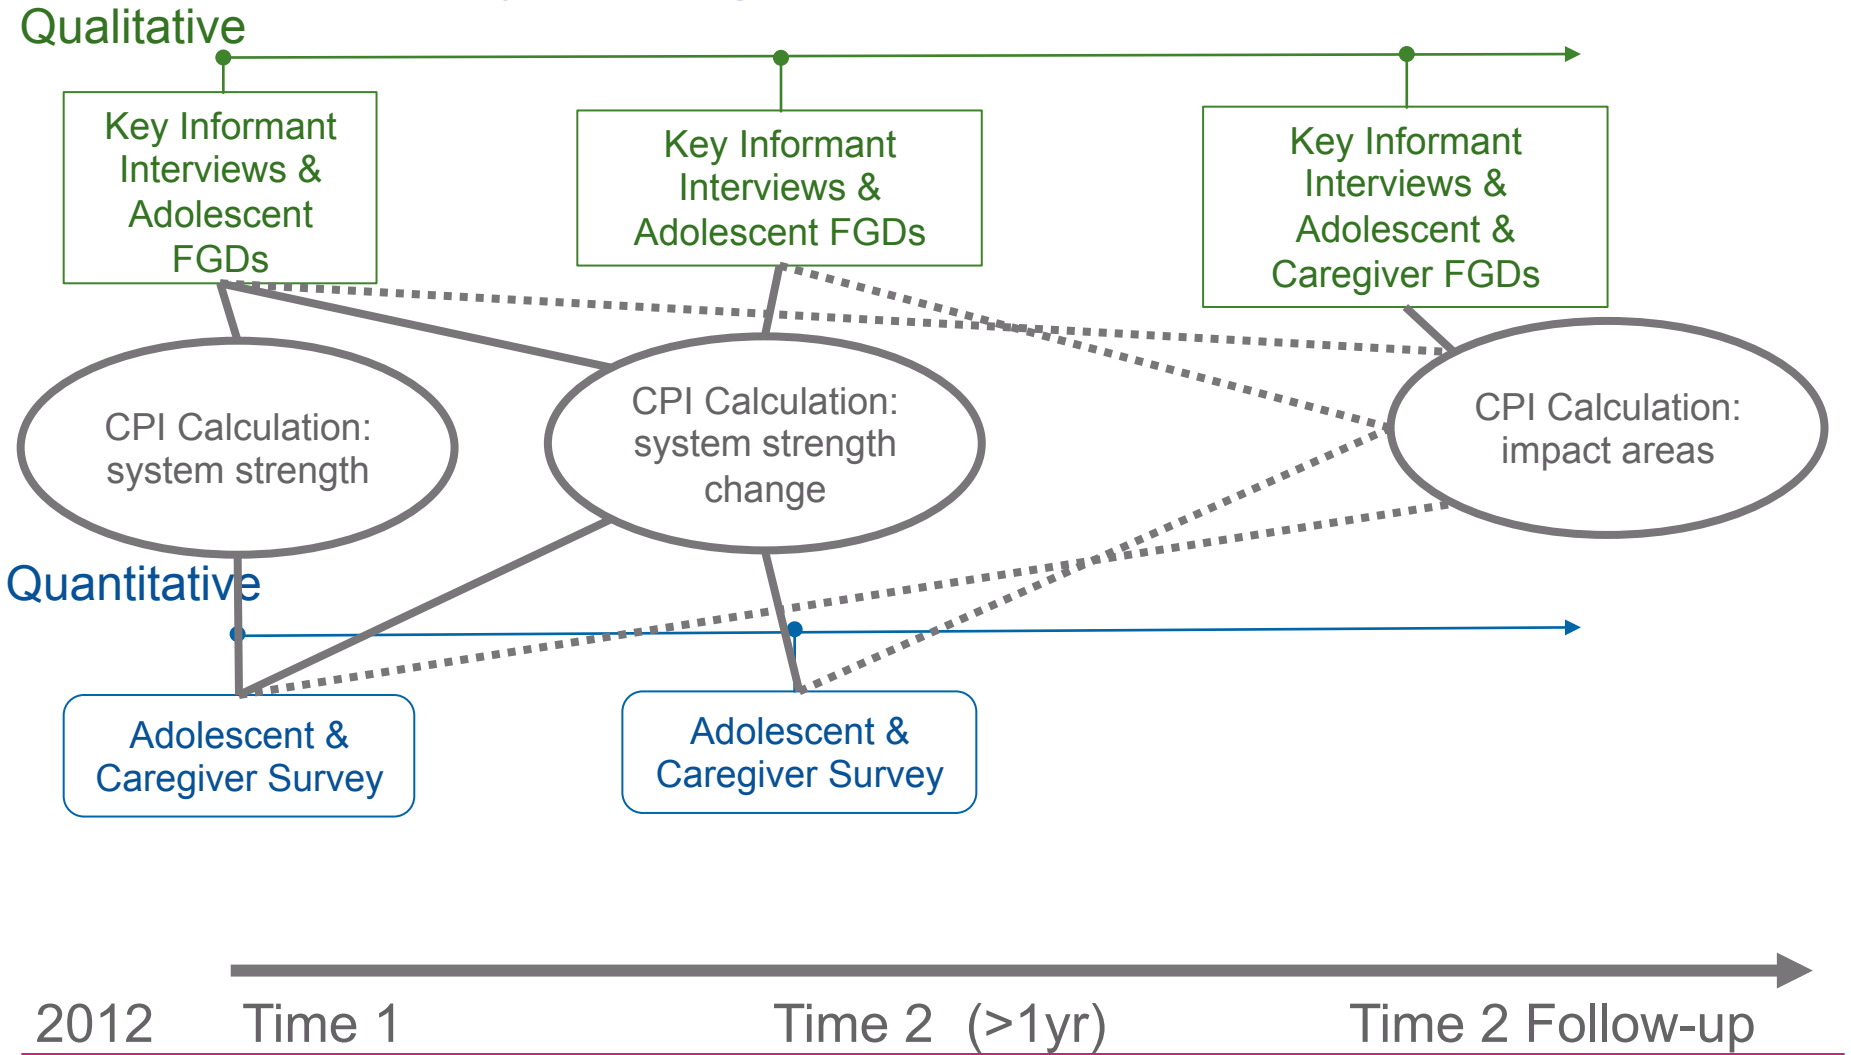 Qualitative
Key Informant
Interviews &
Adolescent
FGDs
Key Informant
Interviews &
Adolescent FGDs
Key Informant
Interviews &
Adolescent &
Caregiver FGDs
CPI Calculation:
system strength
CPI Calculation:
system strength
change
CPI Calculation:
impact areas
Quantitative
Adolescent &
Caregiver Survey
Adolescent &
Caregiver Survey
2012 Time 1 Time 2 (>1yr) Time 2 Follow-up